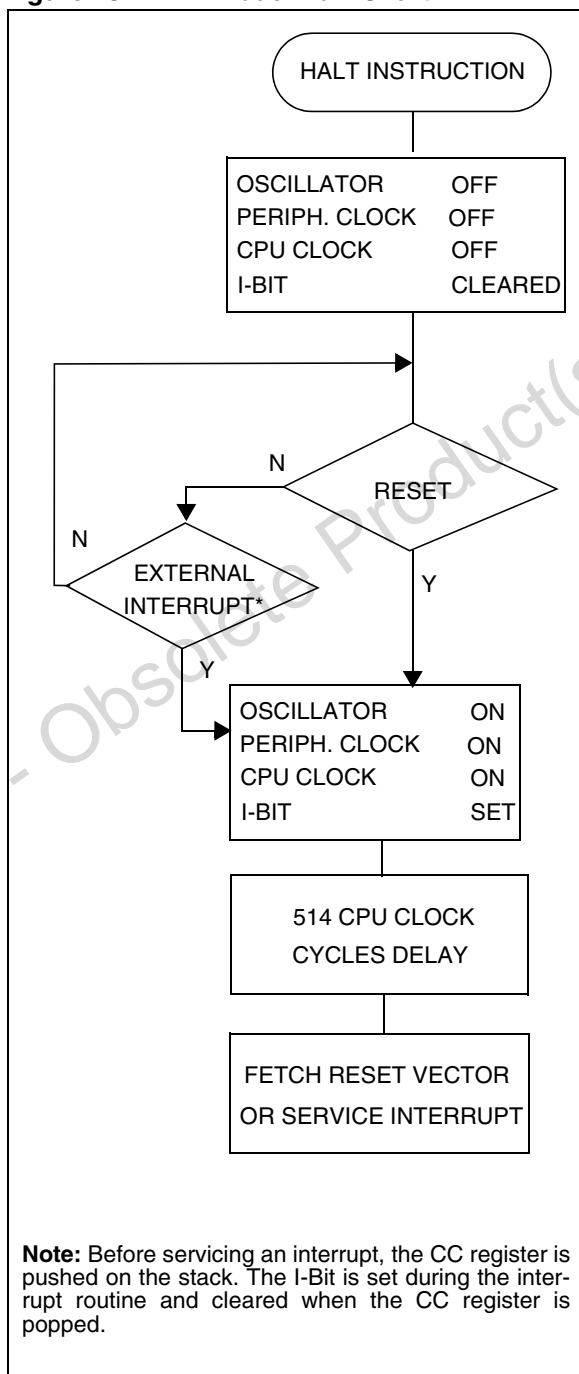 HALT INSTRUCTION
OSCILLATOR OFF
PERIPH. CLOCK OFF
CPU CLOCK OFF
I-BIT CLEARED
N
RESET
N
EXTERNAL
INTERRUPT*
Y
Y
OSCILLATOR ON
PERIPH. CLOCK ON
CPU CLOCK ON
I-BIT SET
514 CPU CLOCK
CYCLES DELAY
FETCH RESET VECTOR
OR SERVICE INTERRUPT
- Obsolete Product(s
Note: Before servicing an interrupt, the CC register is
pushed on the stack. The I-Bit is set during the inter-
rupt routine and cleared when the CC register is
popped.